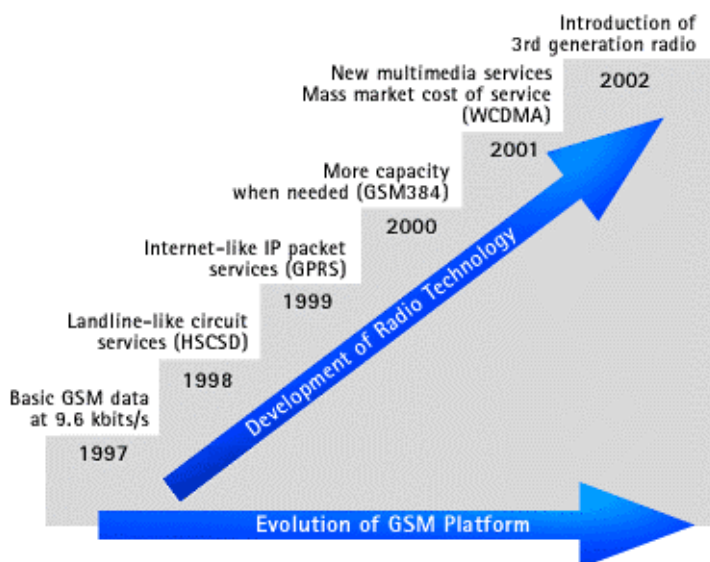 Introduction of
3rd generation radio
2002
New multimedia services
Mass market cost of service
(WCDMA)
2001
More capacity
when needed (GSM384)
2000
Internet-like IP packet
services (GPRS)
1999
Landline-like circuit
services (HSCSD)
1998
Basic GSM data
at 9.6 kbits/s
1997
Development of Radio Technology
Evolution of GSM Platform